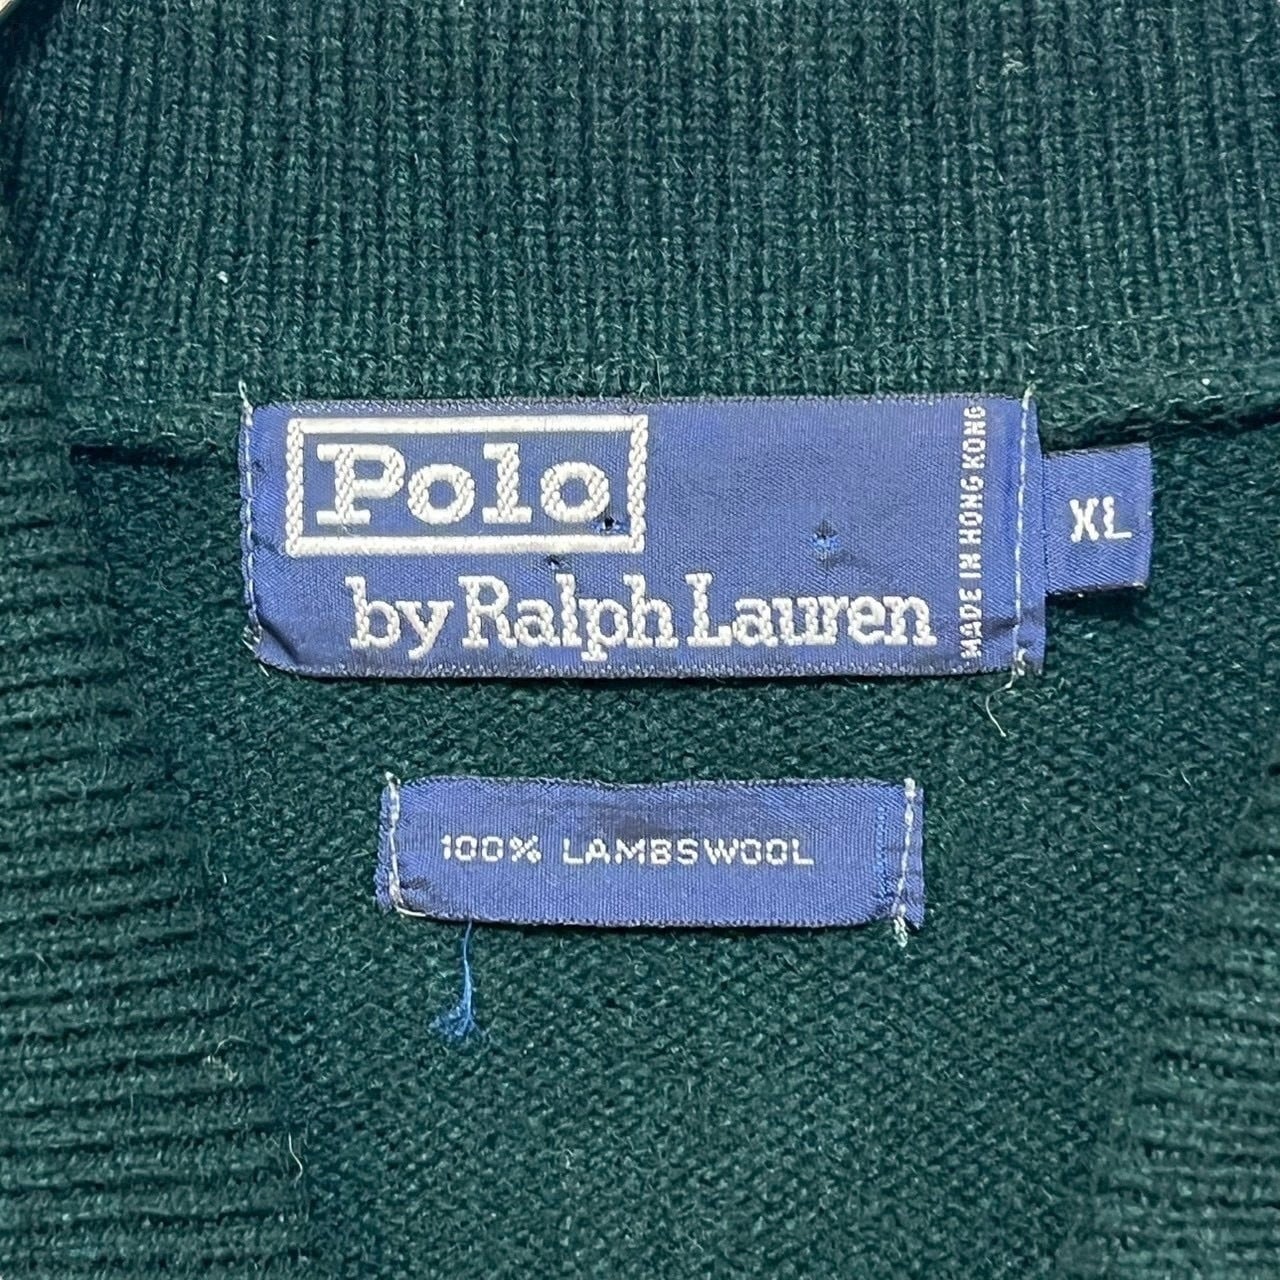 Polo
by Ralph Lauren
MADE IN HONG KONG
XL
100% LAMBSWOOL